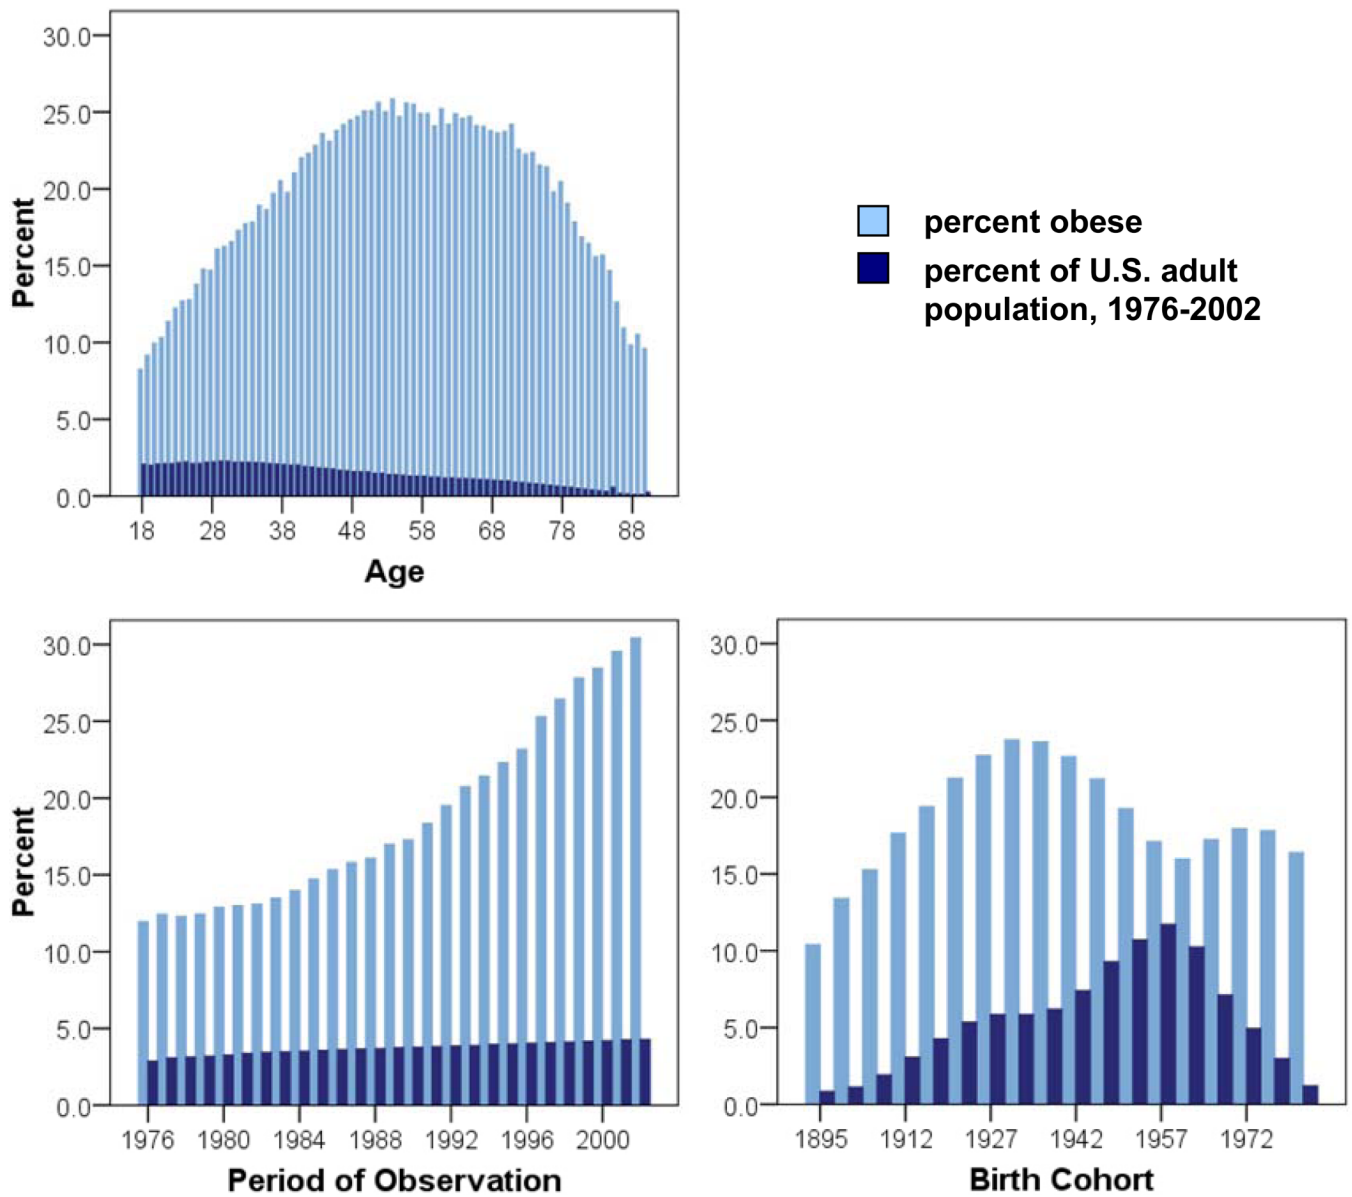 30.0
25.0
20.0
15.0
10.0
5.0
0.0
Percent
18 28 38 48 58 68 78 88
Age
percent obese
percent of U.S. adult
population, 1976-2002
30.0
25.0
20.0
15.0
10.0
5.0
0.0
Percent
1976 1980 1984 1988 1992 1996 2000
Period of Observation
30.0
25.0
20.0
15.0
10.0
5.0
0.0
1895 1912 1927 1942 1957 1972
Birth Cohort